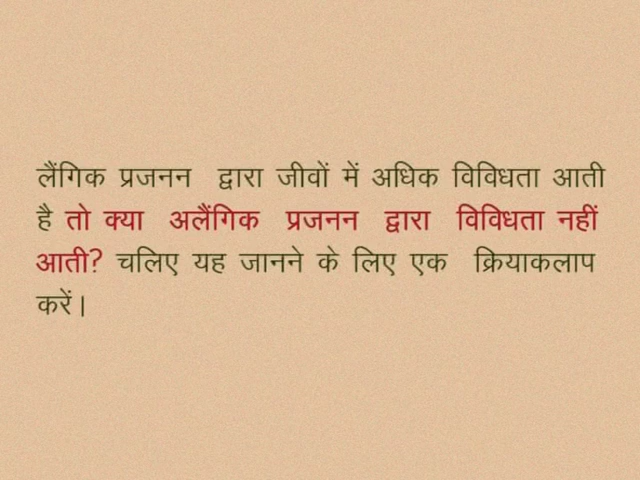 लैंगिक प्रजनन द्वारा जीवों में अधिक विविधता आती
है तो क्या अलैंगिक प्रजनन द्वारा विविधता नहीं
आती? चलिए यह जानने के लिए एक क्रियाकलाप
करें।